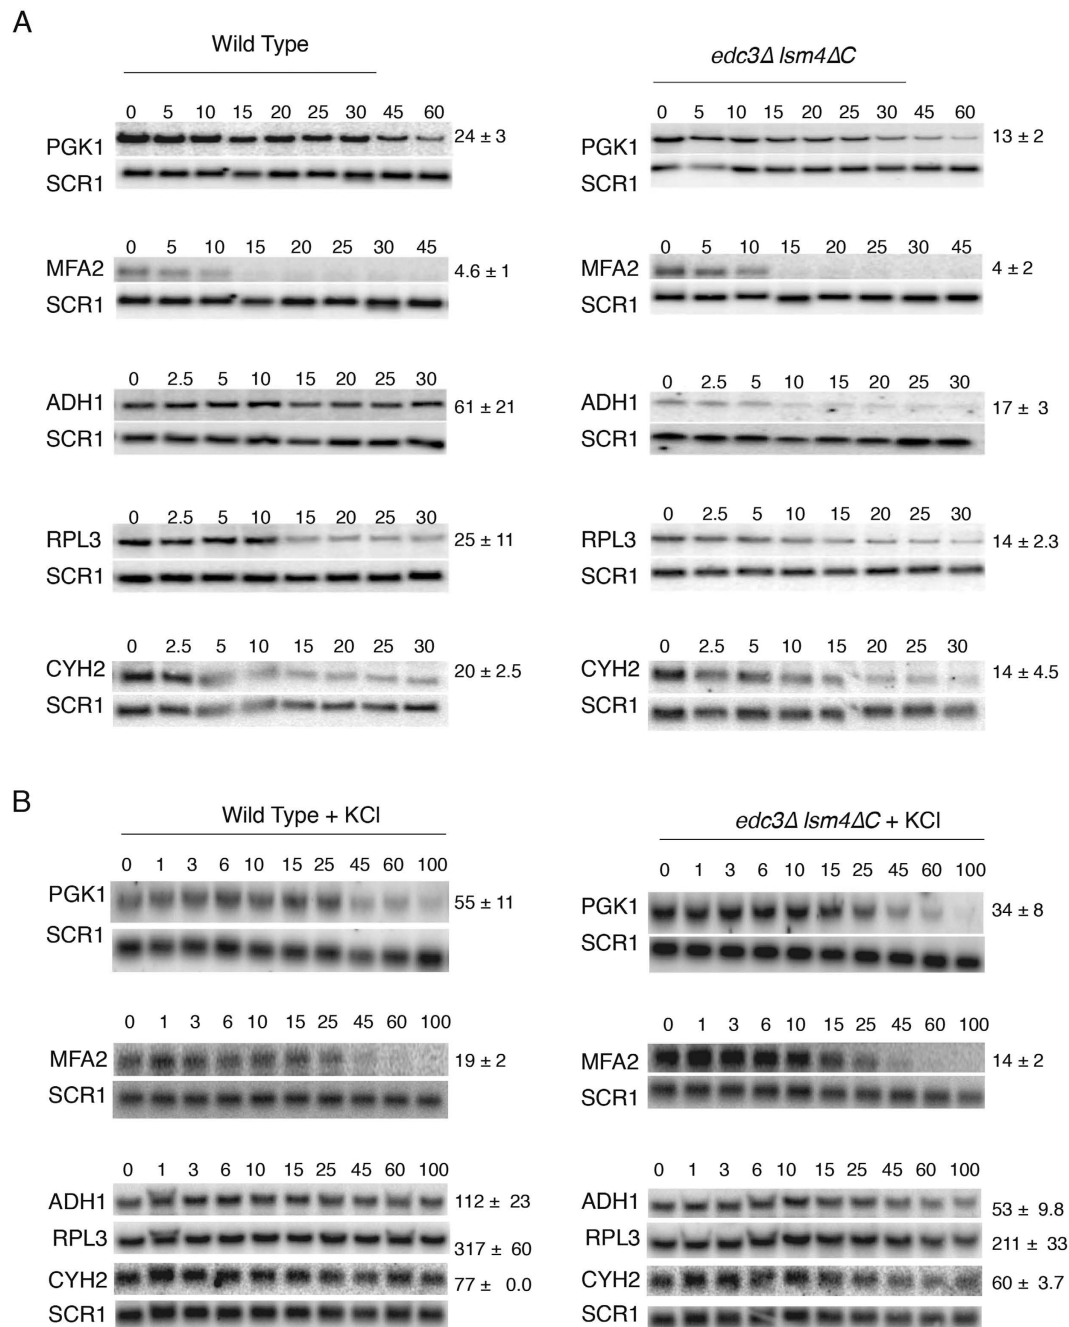 A
Wild Type
edc3Δ lsm4ΔC
0 5 10 15 20 25 30 45 60
PGK1 24 ± 3
SCR1
0 5 10 15 20 25 30 45 60
PGK1 13 ± 2
SCR1
0 5 10 15 20 25 30 45
MFA2 4.6 ± 1
SCR1
0 5 10 15 20 25 30 45
MFA2 4 ± 2
SCR1
0 2.5 5 10 15 20 25 30
ADH1 61 ± 21
SCR1
0 2.5 5 10 15 20 25 30
ADH1 17 ± 3
SCR1
0 2.5 5 10 15 20 25 30
RPL3 25 ± 11
SCR1
0 2.5 5 10 15 20 25 30
RPL3 14 ± 2.3
SCR1
0 2.5 5 10 15 20 25 30
CYH2 20 ± 2.5
SCR1
0 2.5 5 10 15 20 25 30
CYH2 14 ± 4.5
SCR1
B
Wild Type + KCl
edc3Δ lsm4ΔC + KCl
0 1 3 6 10 15 25 45 60 100
PGK1 55 ± 11
SCR1
0 1 3 6 10 15 25 45 60 100
PGK1 34 ± 8
SCR1
0 1 3 6 10 15 25 45 60 100
MFA2 19 ± 2
SCR1
0 1 3 6 10 15 25 45 60 100
MFA2 14 ± 2
SCR1
0 1 3 6 10 15 25 45 60 100
ADH1 112 ± 23
RPL3 317 ± 60
CYH2 77 ± 0.0
SCR1
0 1 3 6 10 15 25 45 60 100
ADH1 53 ± 9.8
RPL3 211 ± 33
CYH2 60 ± 3.7
SCR1